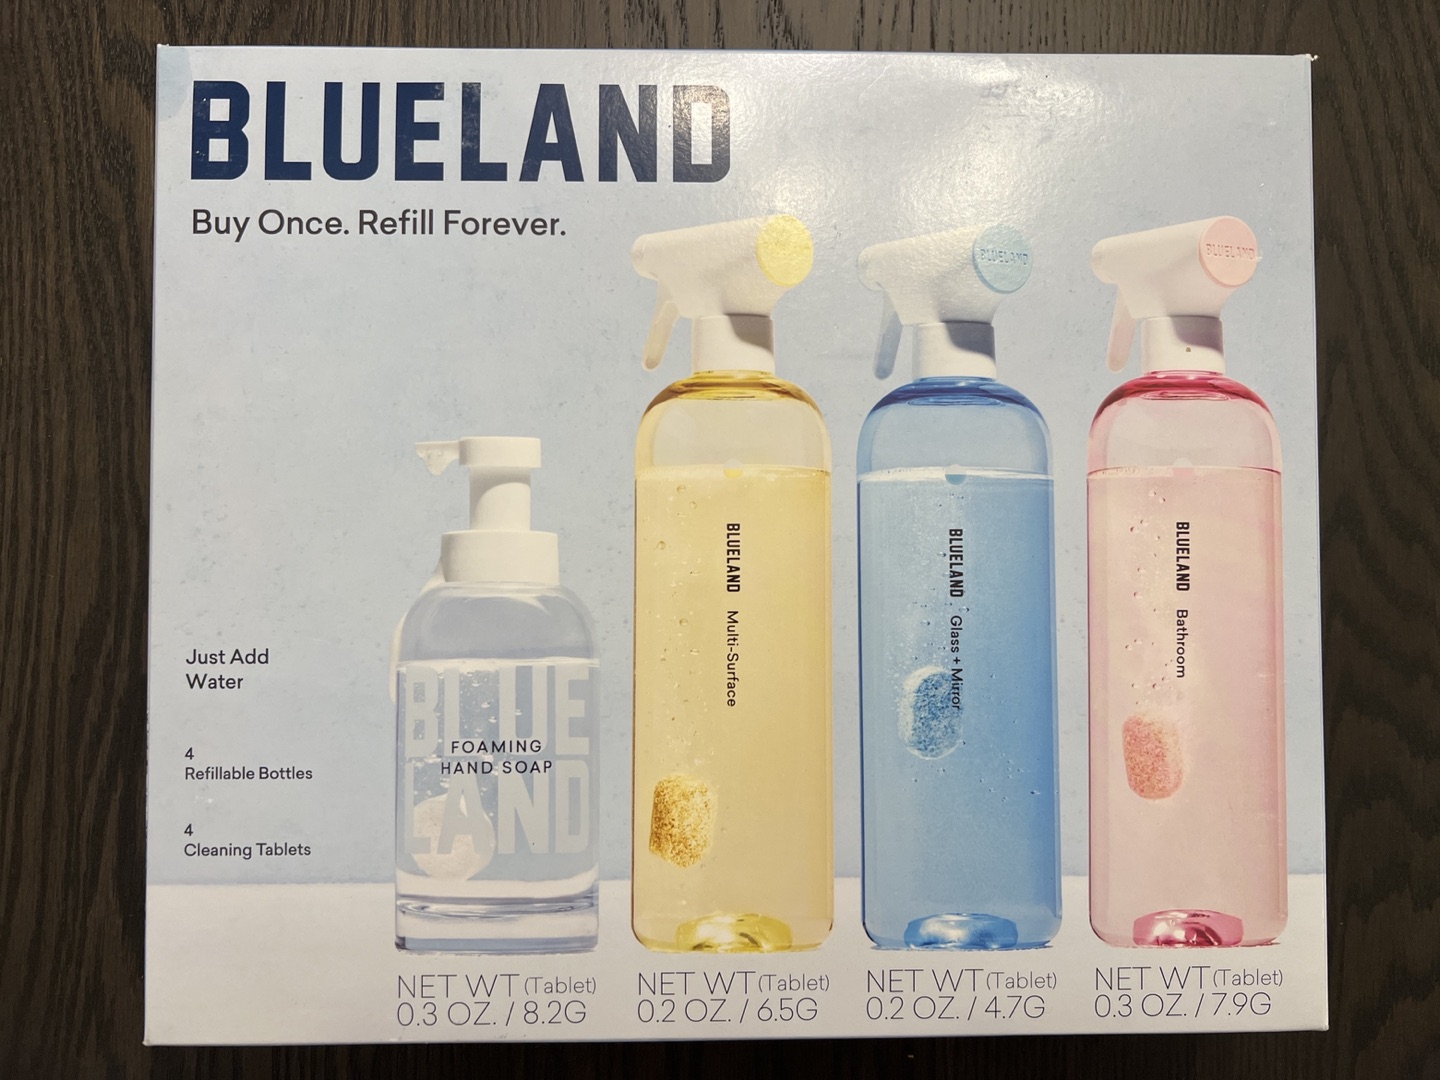 BLUELAND
Buy Once. Refill Forever.
BLUELAND
BLUELAND
Just Add
Water
4
Refillable Bottles
4
Cleaning Tablets
BLUE
LAND
FOAMING
HAND SOAP
BLUELAND Multi-Surface
BLUELAND Glass + Mirror
BLUELAND Bathroom
NET WT (Tablet)
0.3 OZ. / 8.2G
NET WT (Tablet)
0.2 OZ. / 6.5G
NET WT (Tablet)
0.2 OZ. / 4.7G
NET WT (Tablet)
0.3 OZ. / 7.9G